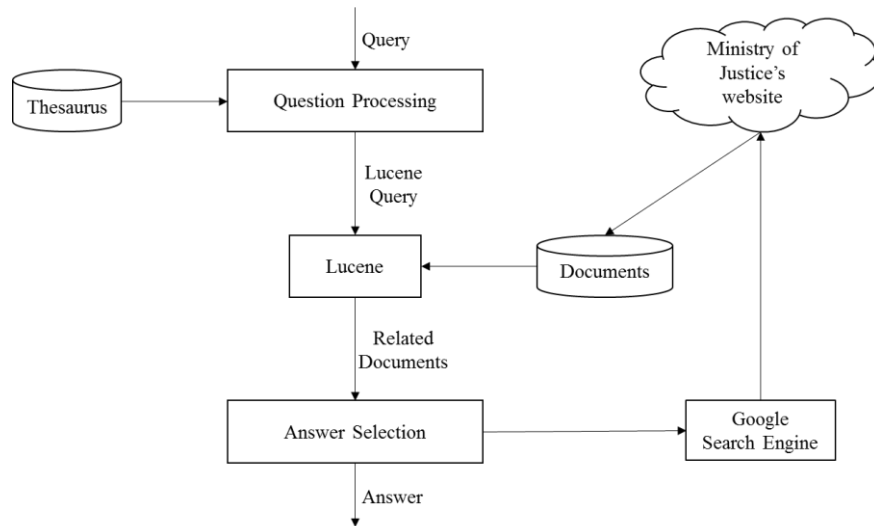 Query
Ministry of
Justice's
website
Thesaurus
Question Processing
Lucene
Query
Lucene
Documents
Related
Documents
Answer Selection
Google
Search Engine
Answer